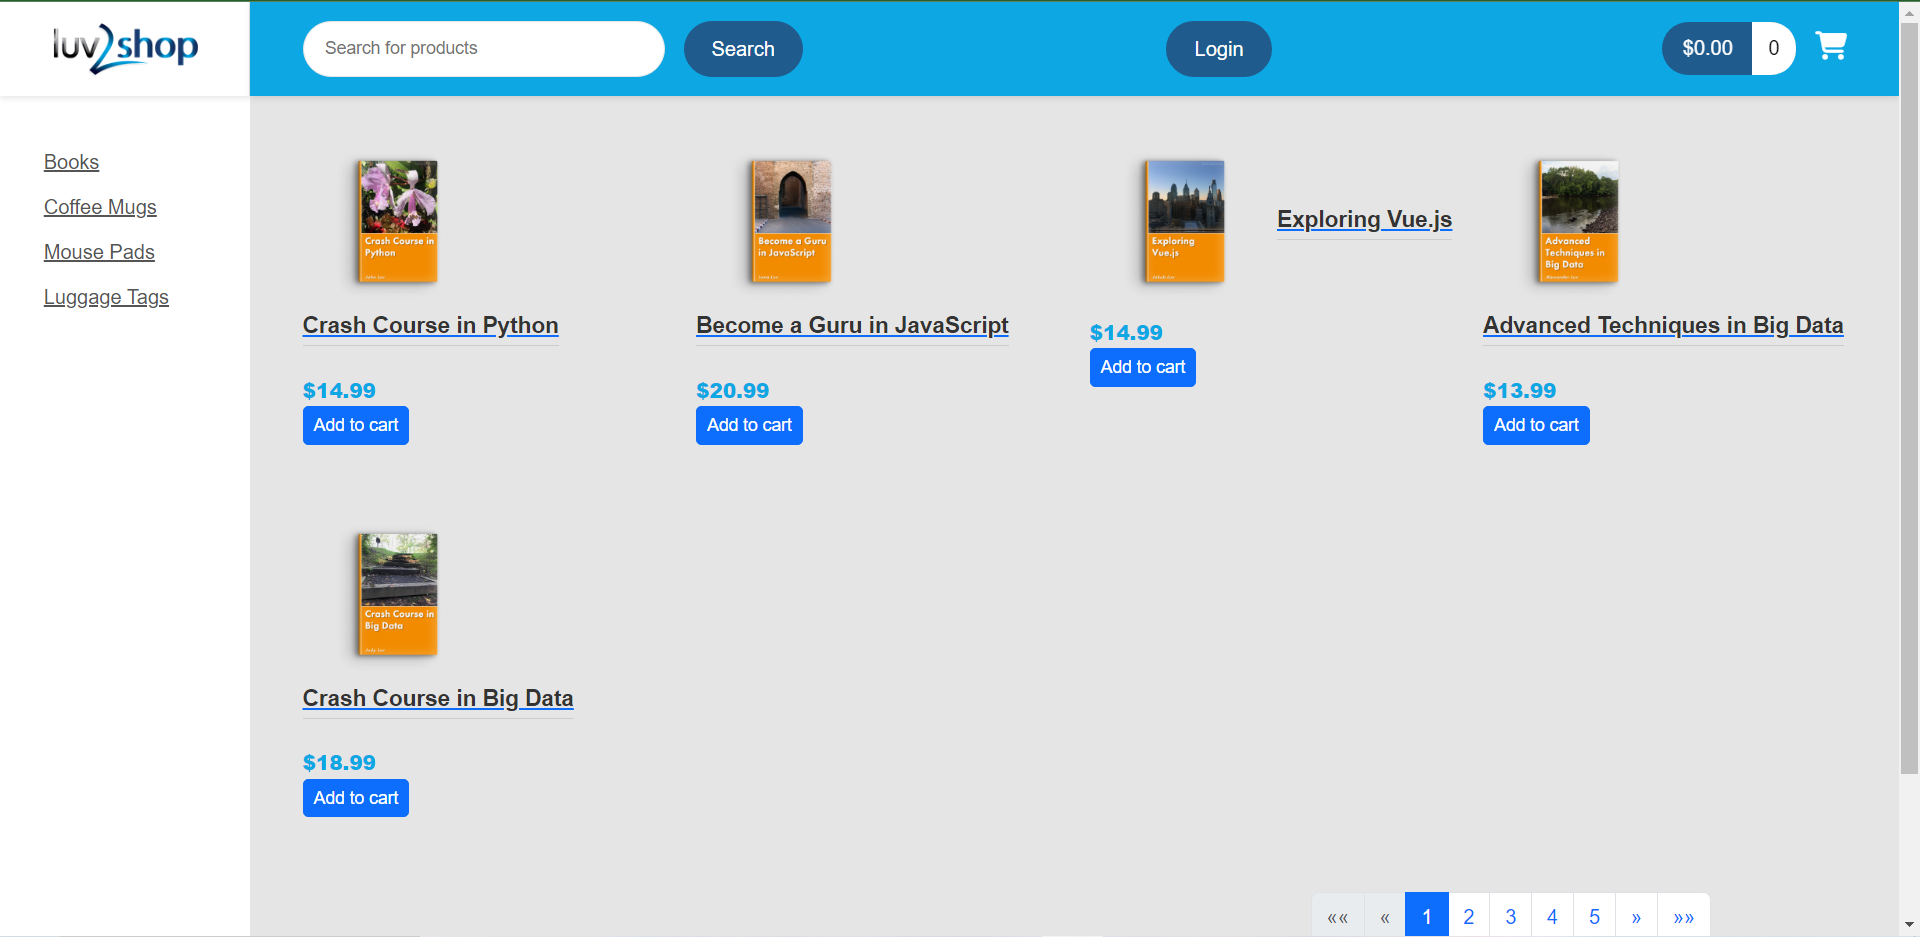 luv2shop
Search for products
Search
Login
$0.00
0
Books
Coffee Mugs
Mouse Pads
Luggage Tags
Crash Course in
Python
Crash Course in Python
$14.99
Add to cart
Become a Guru
in JavaScript
Become a Guru in JavaScript
$20.99
Add to cart
Exploring
Vue.js
Exploring Vue.js
$14.99
Add to cart
Advanced
Techniques in
Big Data
Advanced Techniques in Big Data
$13.99
Add to cart
Crash Course in
Big Data
Crash Course in Big Data
$18.99
Add to cart
«« « 1 2 3 4 5 » »»